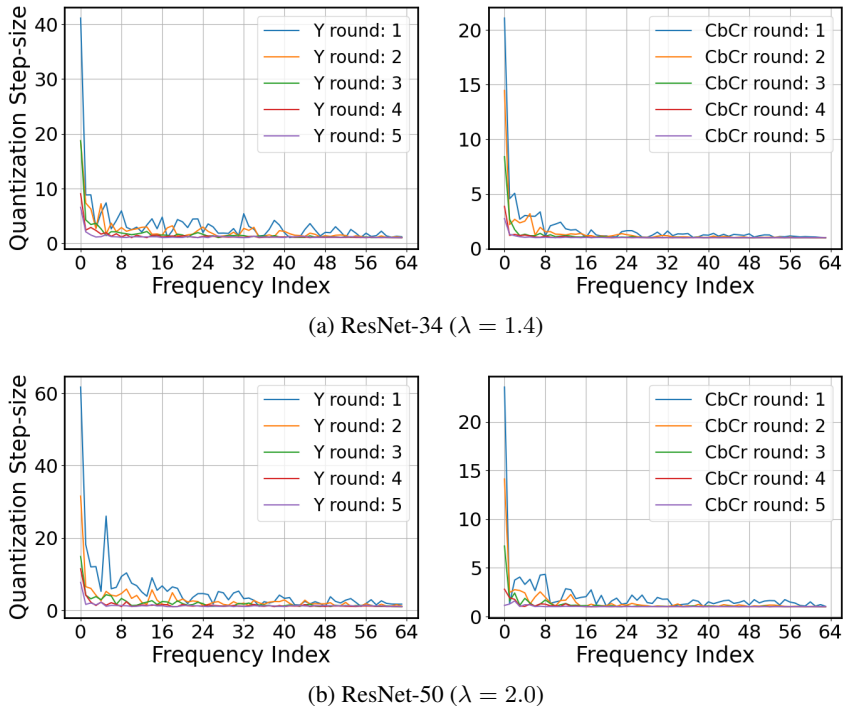 Quantization Step-size
40
30
20
10
0
0 8 16 24 32 40 48 56 64
Frequency Index
Y round: 1
Y round: 2
Y round: 3
Y round: 4
Y round: 5
20
15
10
5
0
0 8 16 24 32 40 48 56 64
Frequency Index
CbCr round: 1
CbCr round: 2
CbCr round: 3
CbCr round: 4
CbCr round: 5
(a) ResNet-34 (λ = 1.4)
Quantization Step-size
60
40
20
0
0 8 16 24 32 40 48 56 64
Frequency Index
Y round: 1
Y round: 2
Y round: 3
Y round: 4
Y round: 5
20
15
10
5
0
0 8 16 24 32 40 48 56 64
Frequency Index
CbCr round: 1
CbCr round: 2
CbCr round: 3
CbCr round: 4
CbCr round: 5
(b) ResNet-50 (λ = 2.0)